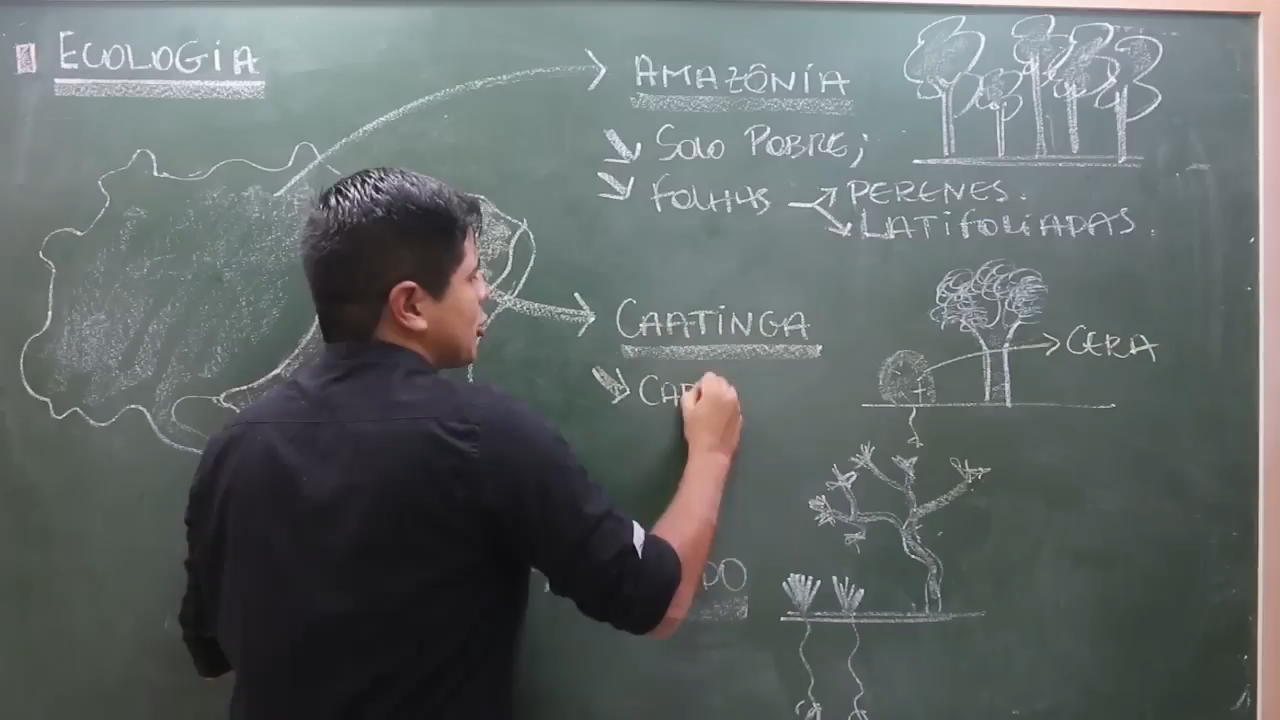 ECOLOGIA
AMAZÔNIA
SOLO POBRE;
FOLHAS
PERENES.
LATIFOLIADAS.
CAATINGA
CERA